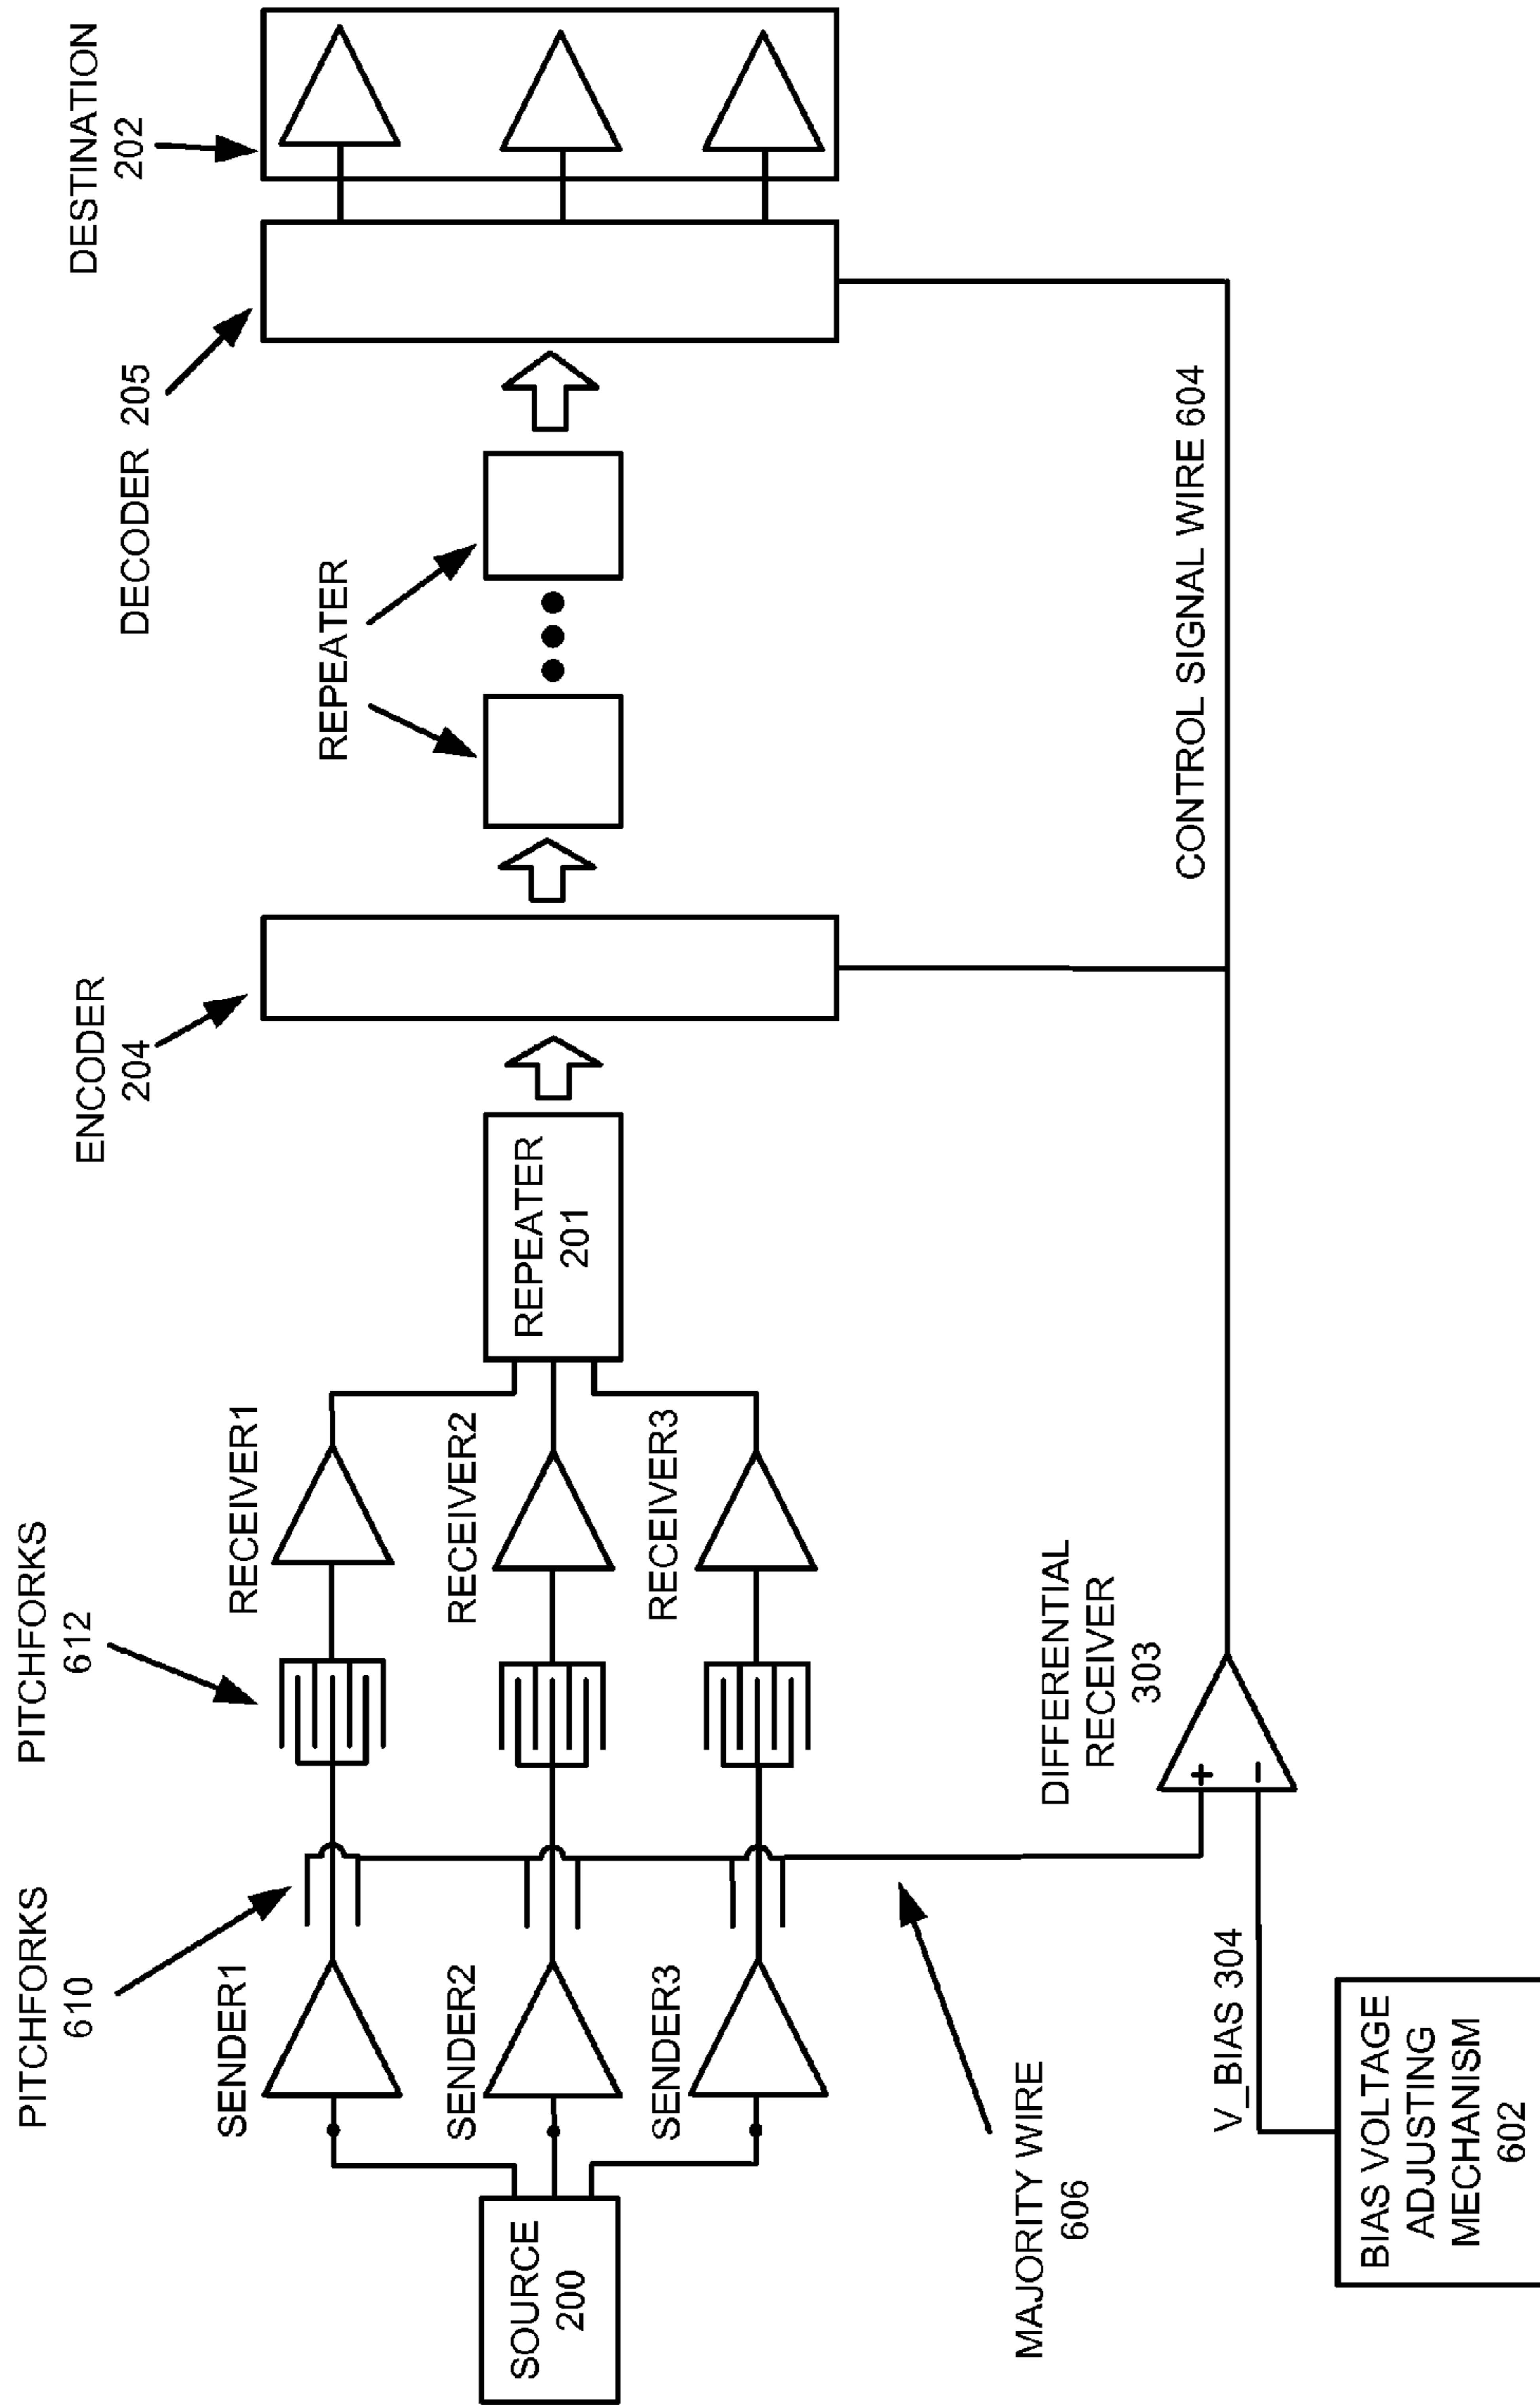 PITCHFORKS
610
PITCHFORKS
612
ENCODER
204
DECODER 205
DESTINATION
202
SENDER1
RECEIVER1
SENDER2
RECEIVER2
SENDER3
RECEIVER3
SOURCE
200
REPEATER
201
REPEATER
MAJORITY WIRE
606
DIFFERENTIAL
RECEIVER
303
+
–
CONTROL SIGNAL WIRE 604
V_BIAS 304
BIAS VOLTAGE
ADJUSTING
MECHANISM
602